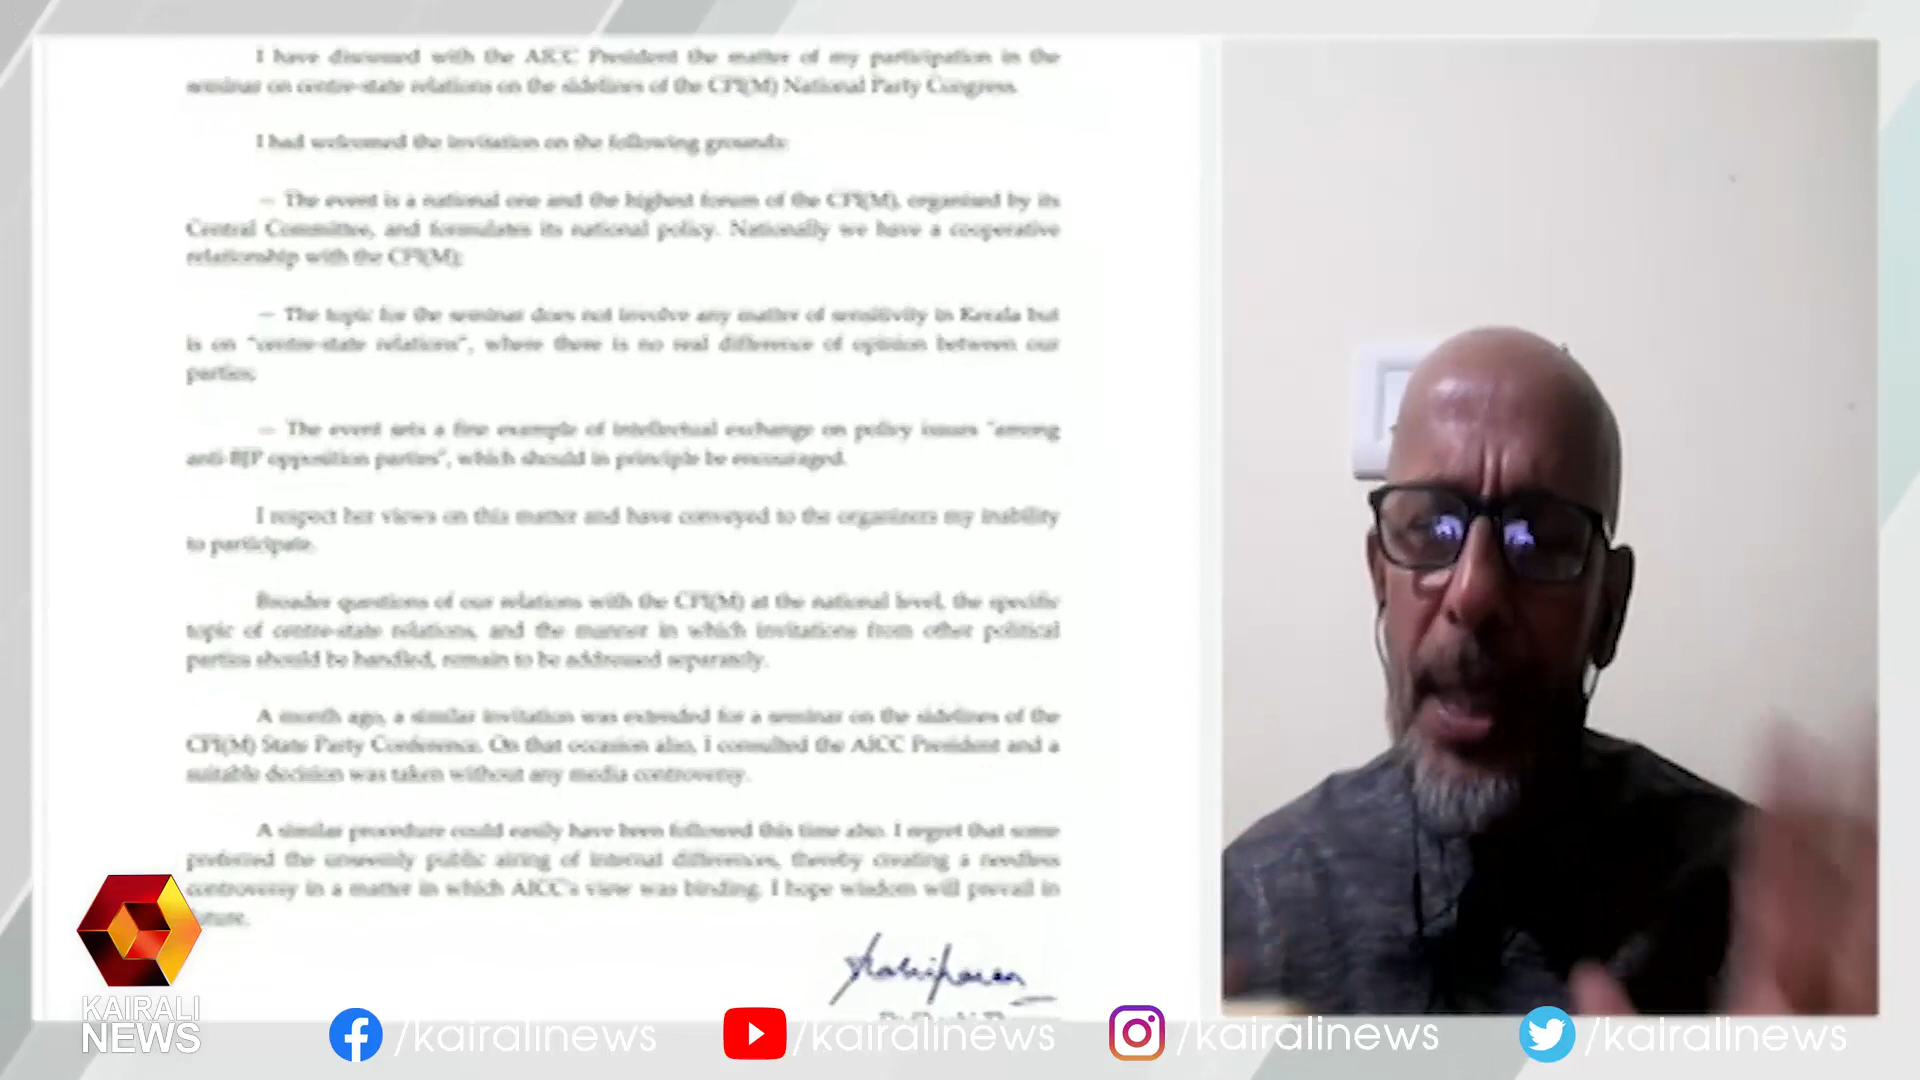 I have discussed with the AICC President the matter of my participation in the
seminar on centre-state relations on the sidelines of the CPI(M) National Party Congress.
I had welcomed the invitation on the following grounds:
— The event is a national one and the highest forum of the CPI(M), organised by its
Central Committee, and formulates its national policy. Nationally we have a cooperative
relationship with the CPI(M);
— The topic for the seminar does not involve any matter of sensitivity in Kerala but
is on "centre-state relations", where there is no real difference of opinion between our
parties;
— The event sets a fine example of intellectual exchange on policy issues "among
anti-BJP opposition parties", which should in principle be encouraged.
I respect her views on this matter and have conveyed to the organizers my inability
to participate.
Broader questions of our relations with the CPI(M) at the national level, the specific
topic of centre-state relations, and the manner in which invitations from other political
parties should be handled, remain to be addressed separately.
A month ago, a similar invitation was extended for a seminar on the sidelines of the
CPI(M) State Party Conference. On that occasion also, I consulted the AICC President and a
suitable decision was taken without any media controversy.
A similar procedure could easily have been followed this time also. I regret that some
preferred the unseemly public airing of internal differences, thereby creating a needless
controversy in a matter in which AICC's view was binding. I hope wisdom will prevail in
future.
KAIRALI
NEWS
/kairalinews
/kairalinews
/kairalinews
/kairalinews